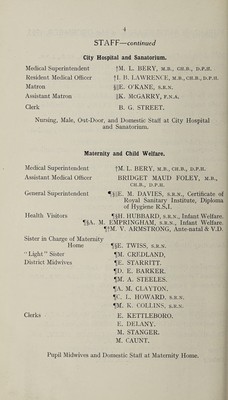 4
STAFF—continued
City Hospital and Sanatorium.
Medical Superintendent †M. L. BERY, M.B., CH.B., D.P.H.
Resident Medical Officer †I. B. LAWRENCE, M.B., CH.B., D.P.H.
Matron §||E. O'KANE, S.R.N.
Assistant Matron ||K. McGARRY, F.N.A.
Clerk B. G. STREET.
Nursing, Male, Out-Door, and Domestic Staff at City Hospital
and Sanatorium.
Maternity and Child Welfare.
Medical Superintendent †M. L. BERY, M.B., CH.B., D.P.H.
Assistant Medical Officer BRIDGET MAUD FOLEY, M.B.,
CH.B., D.P.H.
General Superintendent ¶§||E. M. DAVIES, S.R.N., Certificate of
Royal Sanitary Institute, Diploma
of Hygiene R.S.I.
Health Visitors ¶§H. HUBBARD, S.R.N., Infant Welfare.
¶§A. M. EMPRINGHAM, S.R.N., Infant Welfare.
M. V. ARMSTRONG, Ante-natal & V.D.
Sister in Charge of Maternity
Home ¶§E. TWISS, S.R.N.
"Light" Sister ¶M. CREDLAND,
District Midwives ¶E. STARRITT.
¶D. E. BARKER.
¶M. A. STEELES.
¶A. M. CLAYTON.
¶C. L. HOWARD. S.R.N.
¶M. K. COLLINS, S.R.N.
Clerks E. KETTLEBORO.
E. DELANY.
M. STANGER.
M. CAUNT.
Pupil Midwives and Domestic Staff at Maternity Home.